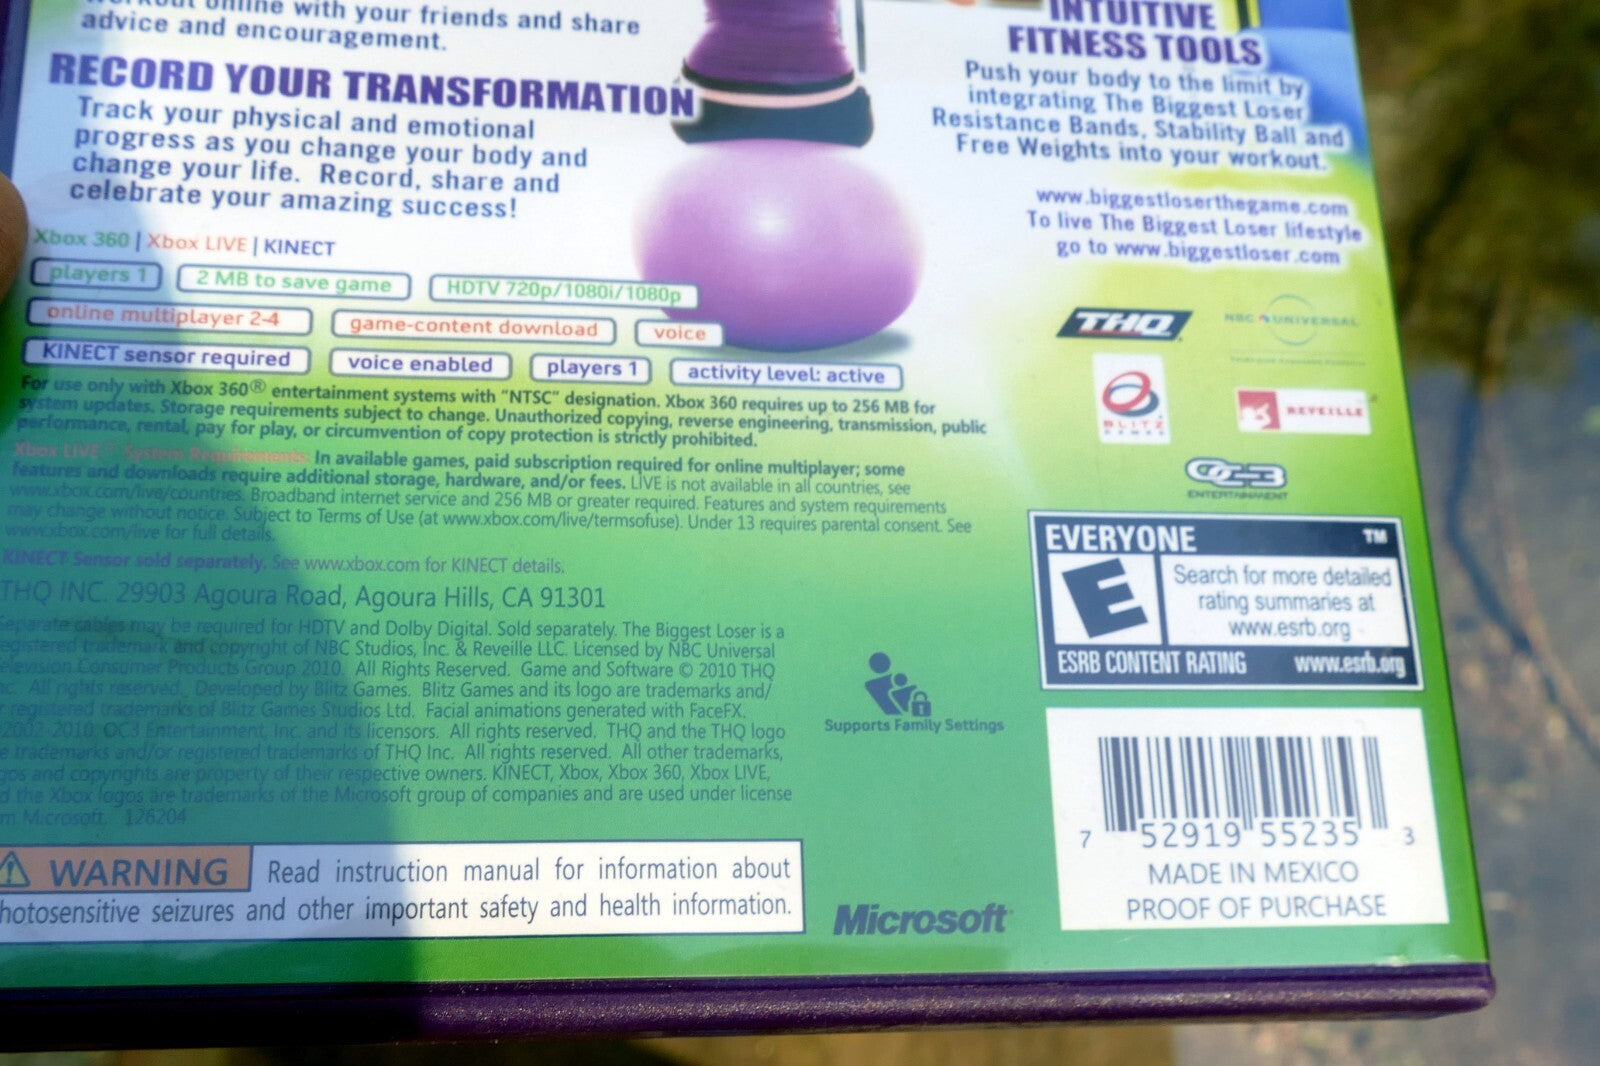 online with your friends and share
advice and encouragement.
RECORD YOUR TRANSFORMATION
Track your physical and emotional
progress as you change your body and
change your life. Record, share and
celebrate your amazing success!
INTUITIVE
FITNESS TOOLS
Push your body to the limit by
integrating The Biggest Loser
Resistance Bands, Stability Ball and
Free Weights into your workout.
www.biggestloserthegame.com
To live The Biggest Loser lifestyle
go to www.biggestloser.com
Xbox 360 | Xbox LIVE | KINECT
players 1 2 MB to save game HDTV 720p/1080i/1080p
online multiplayer 2-4 game-content download voice
KINECT sensor required voice enabled players 1 activity level: active
For use only with Xbox 360® entertainment systems with "NTSC" designation. Xbox 360 requires up to 256 MB for
system updates. Storage requirements subject to change. Unauthorized copying, reverse engineering, transmission, public
performance, rental, pay for play, or circumvention of copy protection is strictly prohibited.
Xbox LIVE® System Requirements: In available games, paid subscription required for online multiplayer; some
features and downloads require additional storage, hardware, and/or fees. LIVE is not available in all countries, see
www.xbox.com/live/countries. Broadband internet service and 256 MB or greater required. Features and system requirements
may change without notice. Subject to Terms of Use (at www.xbox.com/live/termsofuse). Under 13 requires parental consent. See
www.xbox.com/live for full details.
KINECT Sensor sold separately. See www.xbox.com for KINECT details.
THQ INC. 29903 Agoura Road, Agoura Hills, CA 91301
Separate cables may be required for HDTV and Dolby Digital. Sold separately. The Biggest Loser is a
registered trademark and copyright of NBC Studios, Inc. & Reveille LLC. Licensed by NBC Universal
Television Consumer Products Group 2010. All Rights Reserved. Game and Software © 2010 THQ
Inc. All rights reserved. Developed by Blitz Games. Blitz Games and its logo are trademarks and/
or registered trademarks of Blitz Games Studios Ltd. Facial animations generated with FaceFX,
2002-2010, OC3 Entertainment, Inc. and its licensors. All rights reserved. THQ and the THQ logo
are trademarks and/or registered trademarks of THQ Inc. All rights reserved. All other trademarks,
logos and copyrights are property of their respective owners. KINECT, Xbox, Xbox 360, Xbox LIVE,
and the Xbox logos are trademarks of the Microsoft group of companies and are used under license
from Microsoft. 126204
WARNING Read instruction manual for information about
photosensitive seizures and other important safety and health information.
Supports Family Settings
Microsoft
THQ NBC UNIVERSAL
BLITZ
GAMES
REVEILLE
OC3
ENTERTAINMENT
EVERYONE TM
E
Search for more detailed
rating summaries at
www.esrb.org
ESRB CONTENT RATING www.esrb.org
7 52919 55235 3
MADE IN MEXICO
PROOF OF PURCHASE